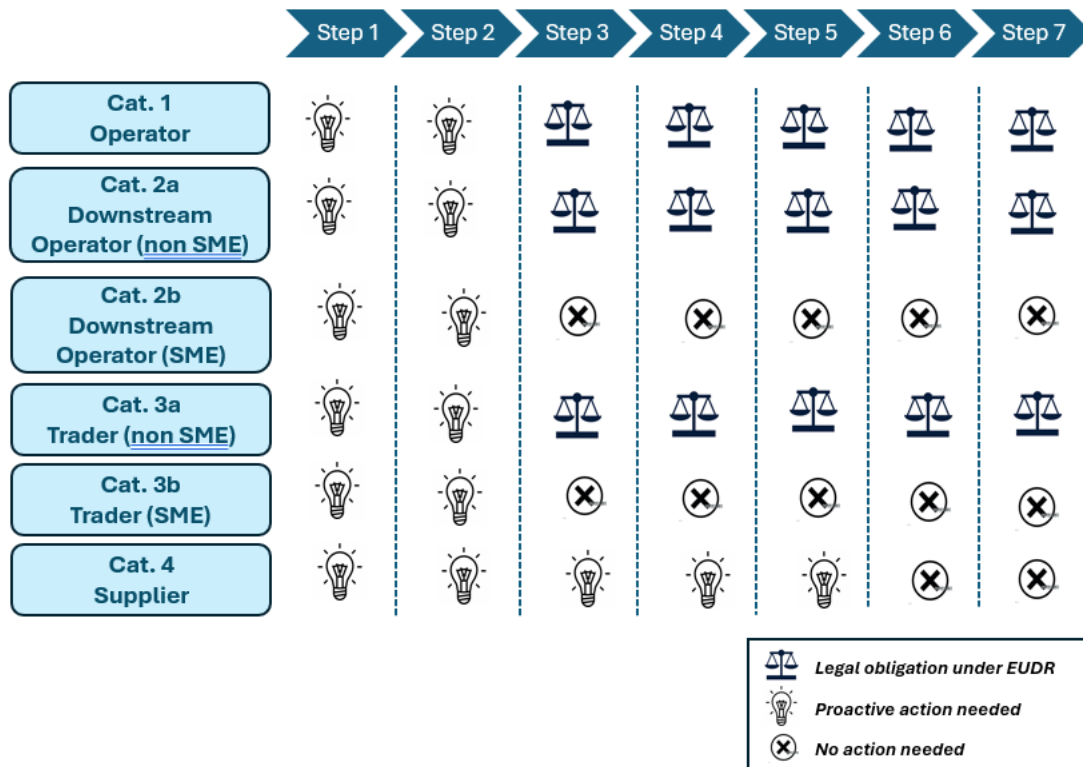 Step 1
Step 2
Step 3
Step 4
Step 5
Step 6
Step 7
Cat. 1
Operator
Cat. 2a
Downstream
Operator (non SME)
Cat. 2b
Downstream
Operator (SME)
Cat. 3a
Trader (non SME)
Cat. 3b
Trader (SME)
Cat. 4
Supplier
Legal obligation under EUDR
Proactive action needed
No action needed